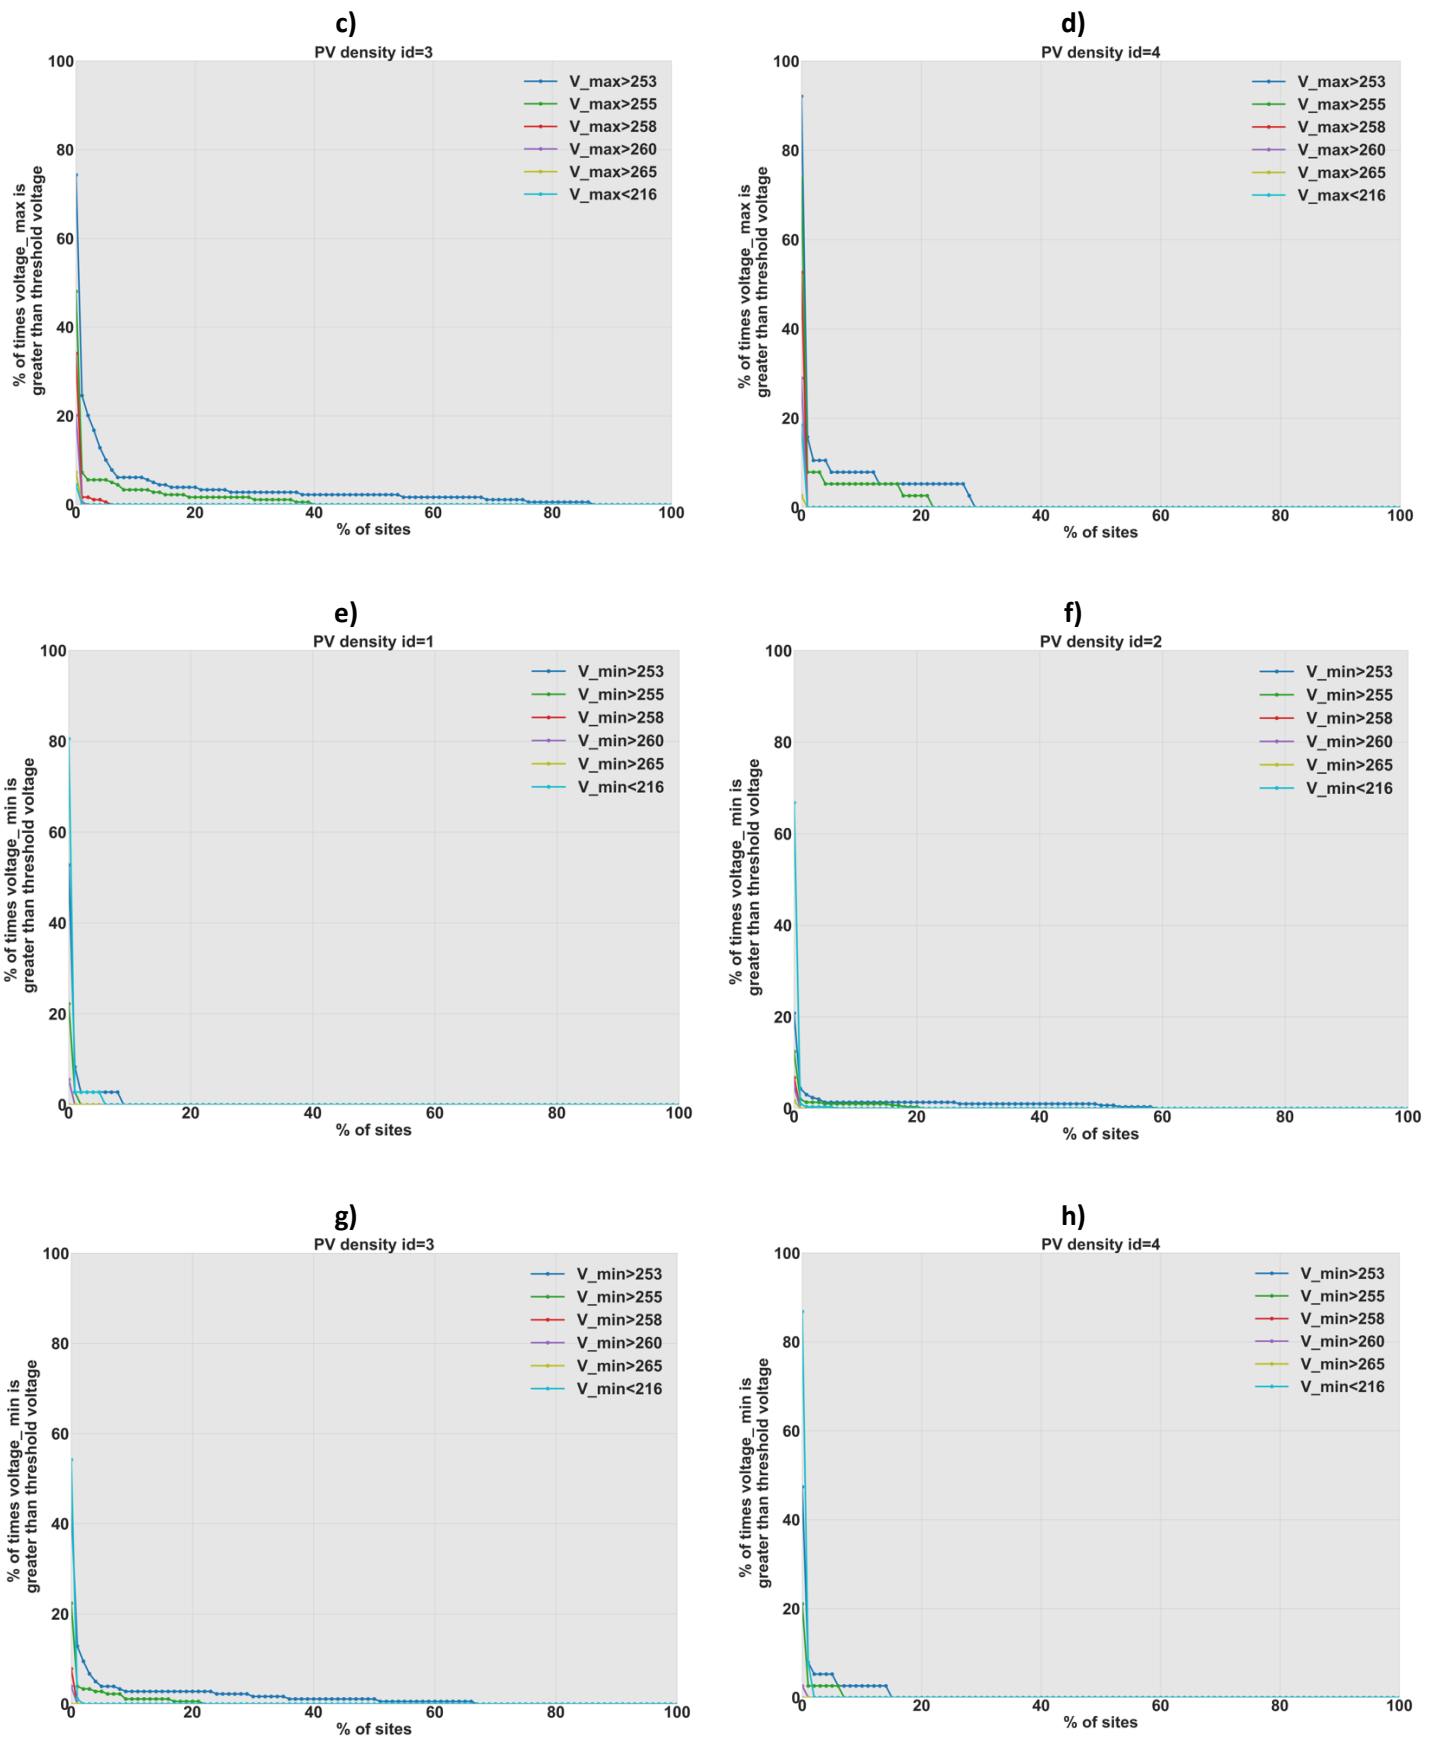 c)
PV density id=3
100
80
60
40
20
0
% of times voltage_max is
greater than threshold voltage
V_max>253
V_max>255
V_max>258
V_max>260
V_max>265
V_max<216
0 20 40 60 80 100
% of sites
d)
PV density id=4
100
80
60
40
20
0
% of times voltage_max is
greater than threshold voltage
V_max>253
V_max>255
V_max>258
V_max>260
V_max>265
V_max<216
0 20 40 60 80 100
% of sites
e)
PV density id=1
100
80
60
40
20
0
% of times voltage_min is
greater than threshold voltage
V_min>253
V_min>255
V_min>258
V_min>260
V_min>265
V_min<216
0 20 40 60 80 100
% of sites
f)
PV density id=2
100
80
60
40
20
0
% of times voltage_min is
greater than threshold voltage
V_min>253
V_min>255
V_min>258
V_min>260
V_min>265
V_min<216
0 20 40 60 80 100
% of sites
g)
PV density id=3
100
80
60
40
20
0
% of times voltage_min is
greater than threshold voltage
V_min>253
V_min>255
V_min>258
V_min>260
V_min>265
V_min<216
0 20 40 60 80 100
% of sites
h)
PV density id=4
100
80
60
40
20
0
% of times voltage_min is
greater than threshold voltage
V_min>253
V_min>255
V_min>258
V_min>260
V_min>265
V_min<216
0 20 40 60 80 100
% of sites